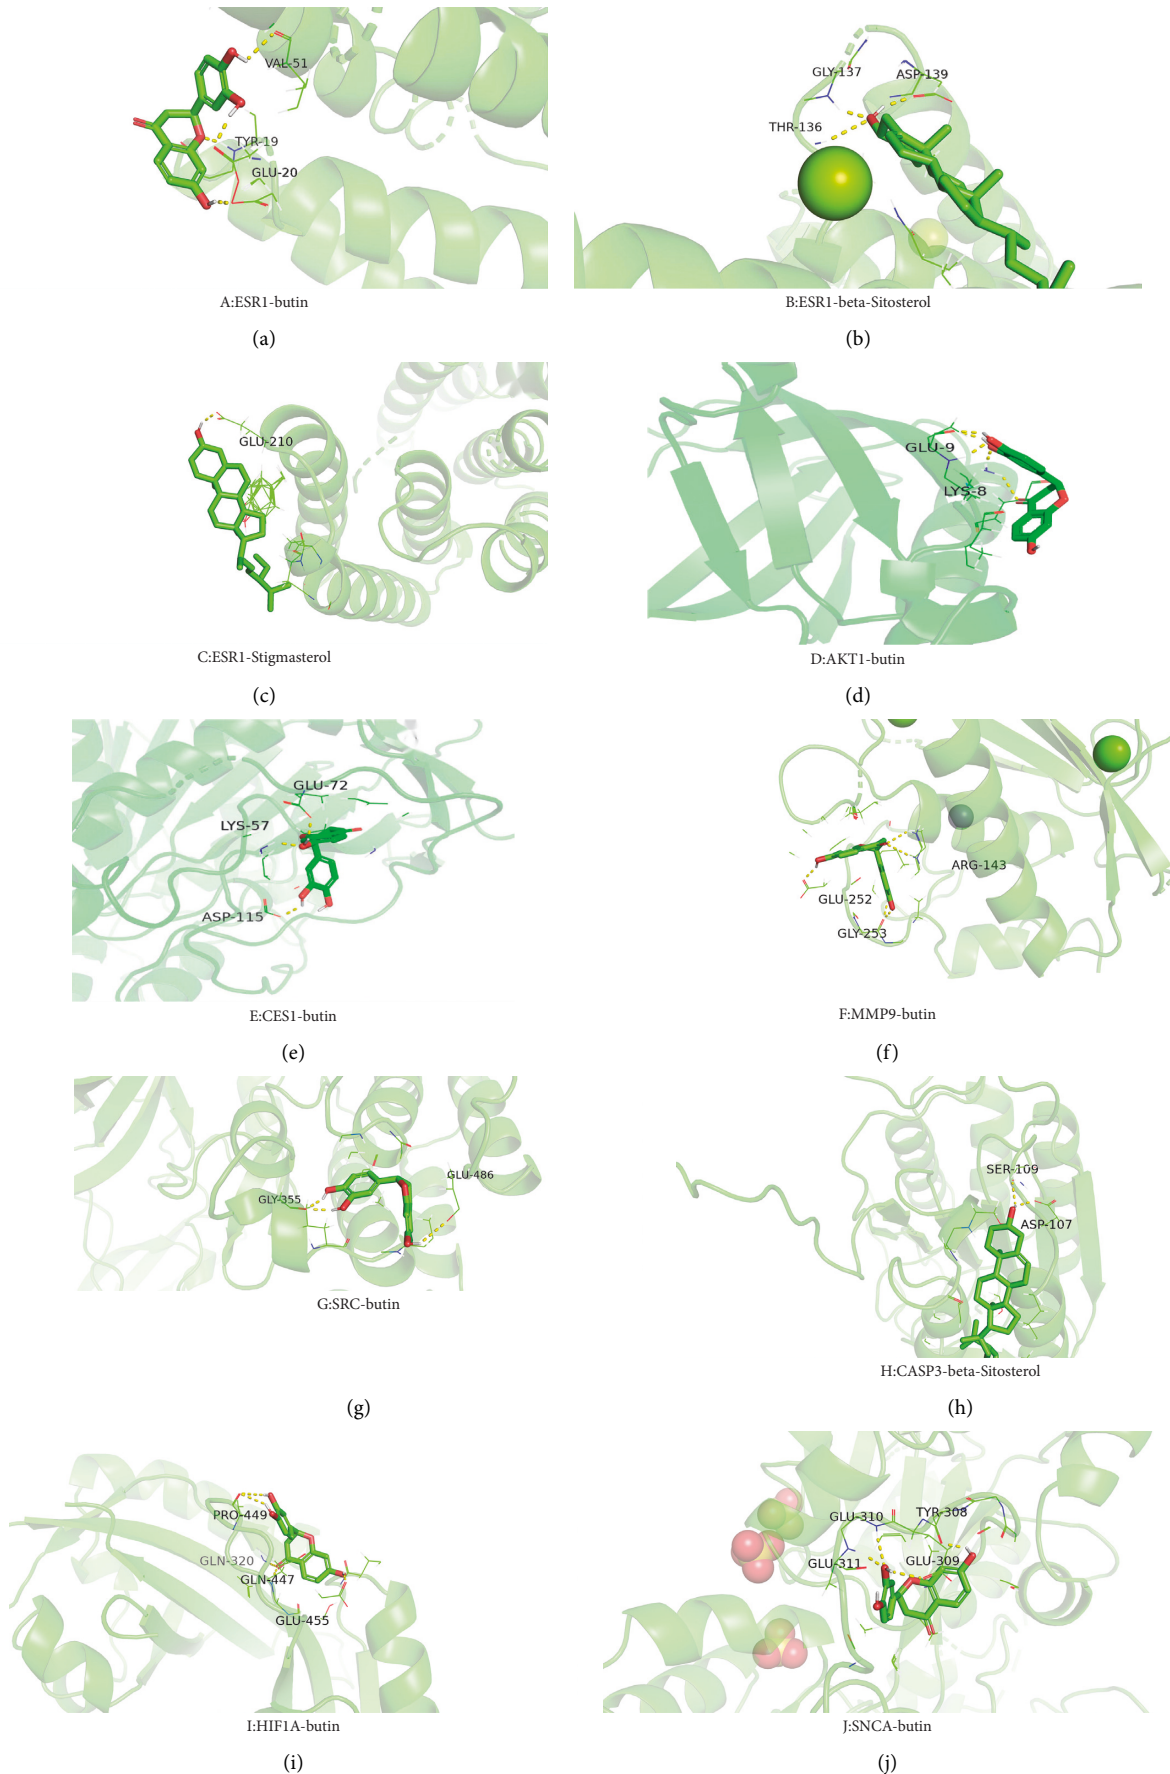 VAL-51
TYR-19
GLU-20
A:ESR1-butin
(a)
GLY-137
ASP-139
THR-136
B:ESR1-beta-Sitosterol
(b)
GLU-210
C:ESR1-Stigmasterol
(c)
GLU-9
LYS-8
D:AKT1-butin
(d)
GLU-72
LYS-57
ASP-115
E:CES1-butin
(e)
ARG-143
GLU-252
GLY-253
F:MMP9-butin
(f)
GLU-486
GLY-355
G:SRC-butin
(g)
SER-109
ASP-107
H:CASP3-beta-Sitosterol
(h)
PRO-449
GLN-320
GLN-447
GLU-455
I:HIF1A-butin
(i)
GLU-310
TYR-308
GLU-311
GLU-309
J:SNCA-butin
(j)